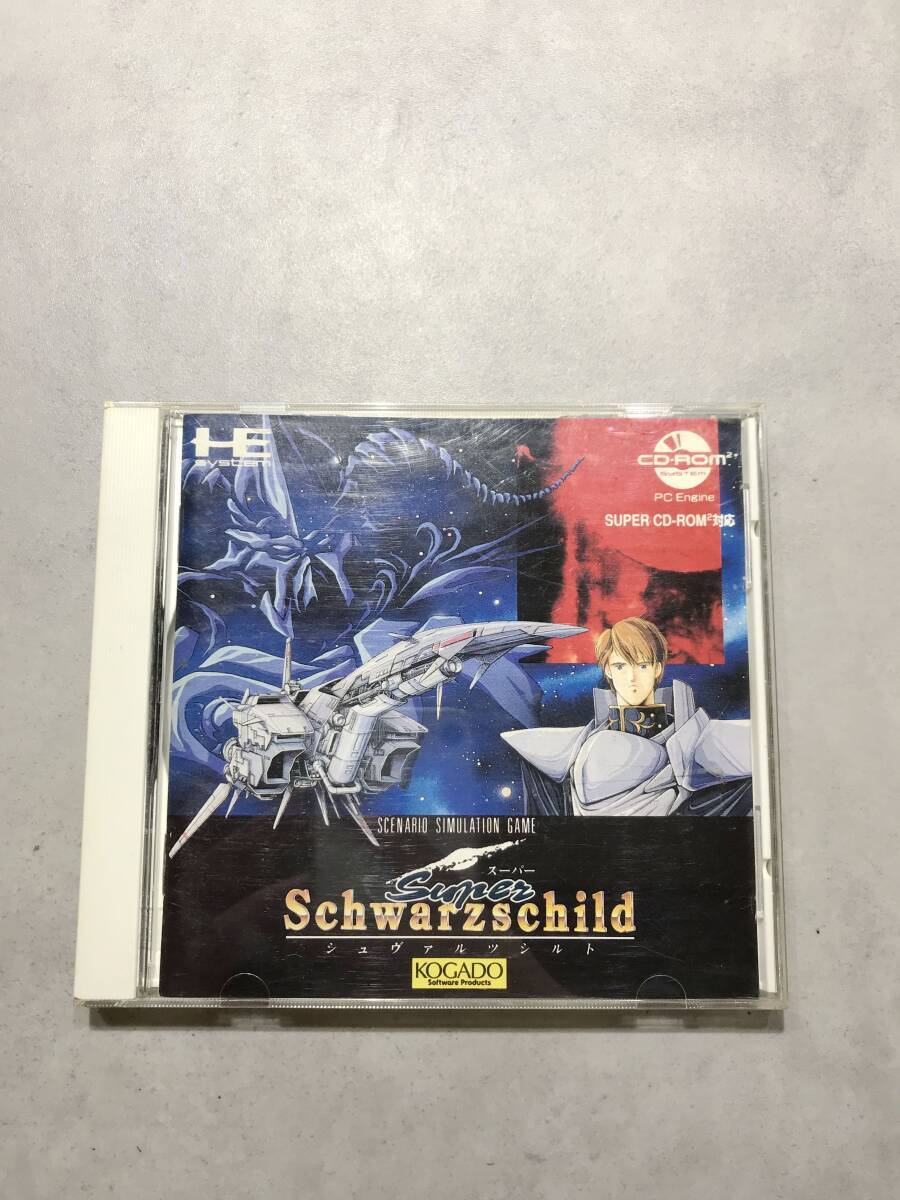 HE
SYSTEM
CD-ROM²
SYSTEM
PC Engine
SUPER CD-ROM²対応
SCENARIO SIMULATION GAME
スーパー
Super
Schwarzschild
シュヴァルツシルト
KOGADO
Software Products